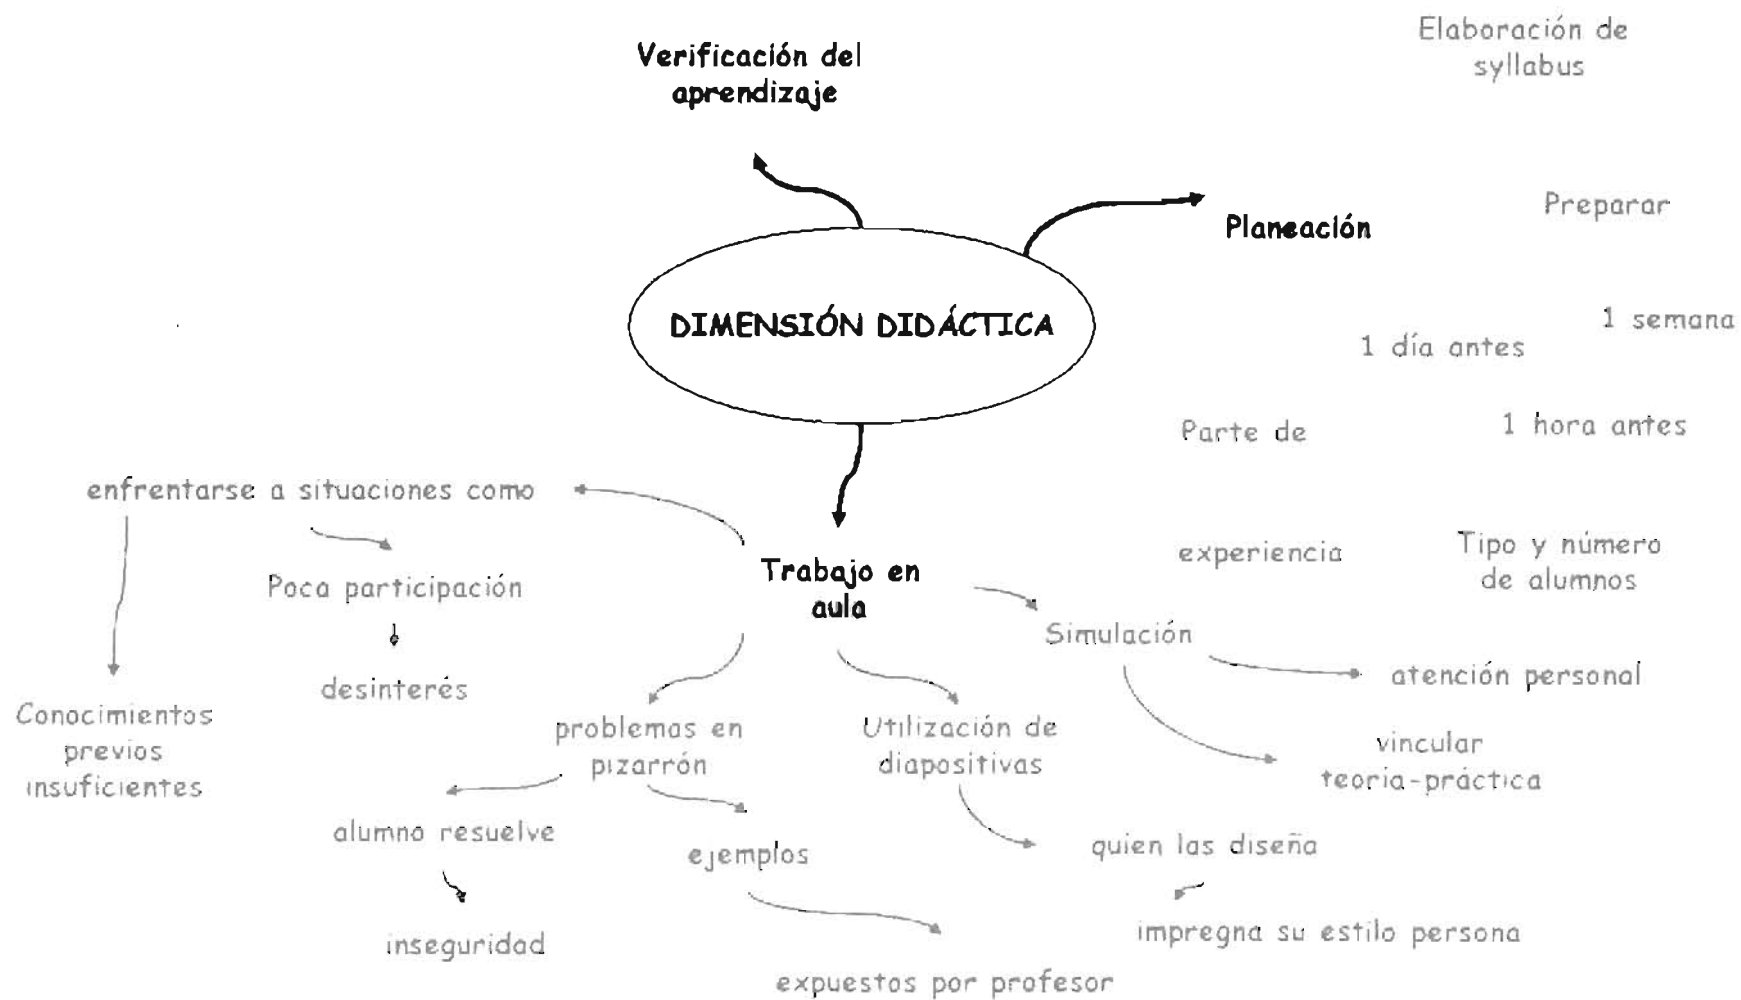 Elaboración de
syllabus
Verificación del
aprendizaje
Preparar
Planeación
DIMENSIÓN DIDÁCTICA
1 semana
1 día antes
Parte de
1 hora antes
enfrentarse a situaciones como
experiencia
Tipo y número
de alumnos
Trabajo en
aula
Poca participación
Simulación
desinterés
atención personal
Conocimientos
previos
insuficientes
problemas en
pizarrón
Utilización de
diapositivas
vincular
teoría-práctica
alumno resuelve
ejemplos
quien las diseña
inseguridad
impregna su estilo persona
expuestos por profesor